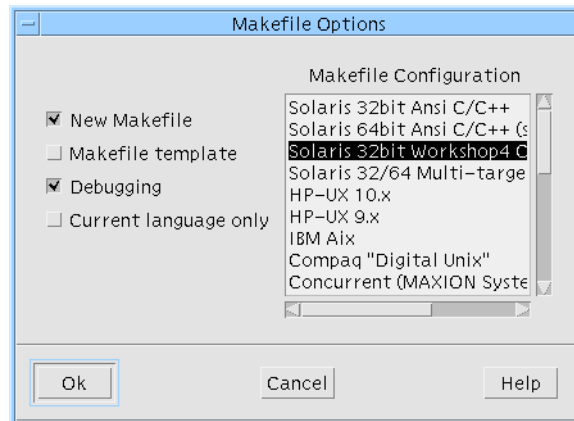 Makefile Options
Makefile Configuration
New Makefile
Makefile template
Debugging
Current language only
Solaris 32bit Ansi C/C++
Solaris 64bit Ansi C/C++ (s
Solaris 32bit Workshop4 C
Solaris 32/64 Multi-targe
HP-UX 10.x
HP-UX 9.x
IBM Aix
Compaq "Digital Unix"
Concurrent (MAXION Syste
Ok
Cancel
Help